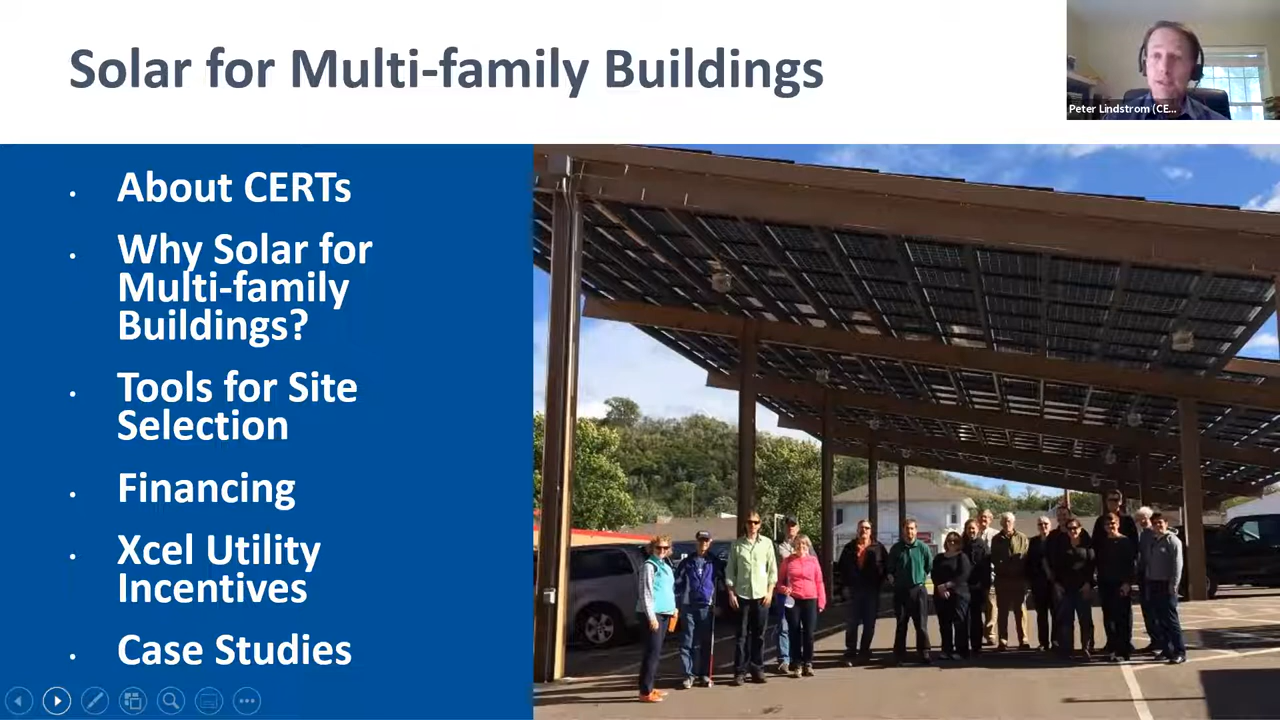 Solar for Multi-family Buildings
Peter Lindstrom (CE...
About CERTs
Why Solar for
Multi-family
Buildings?
Tools for Site
Selection
Financing
Xcel Utility
Incentives
Case Studies